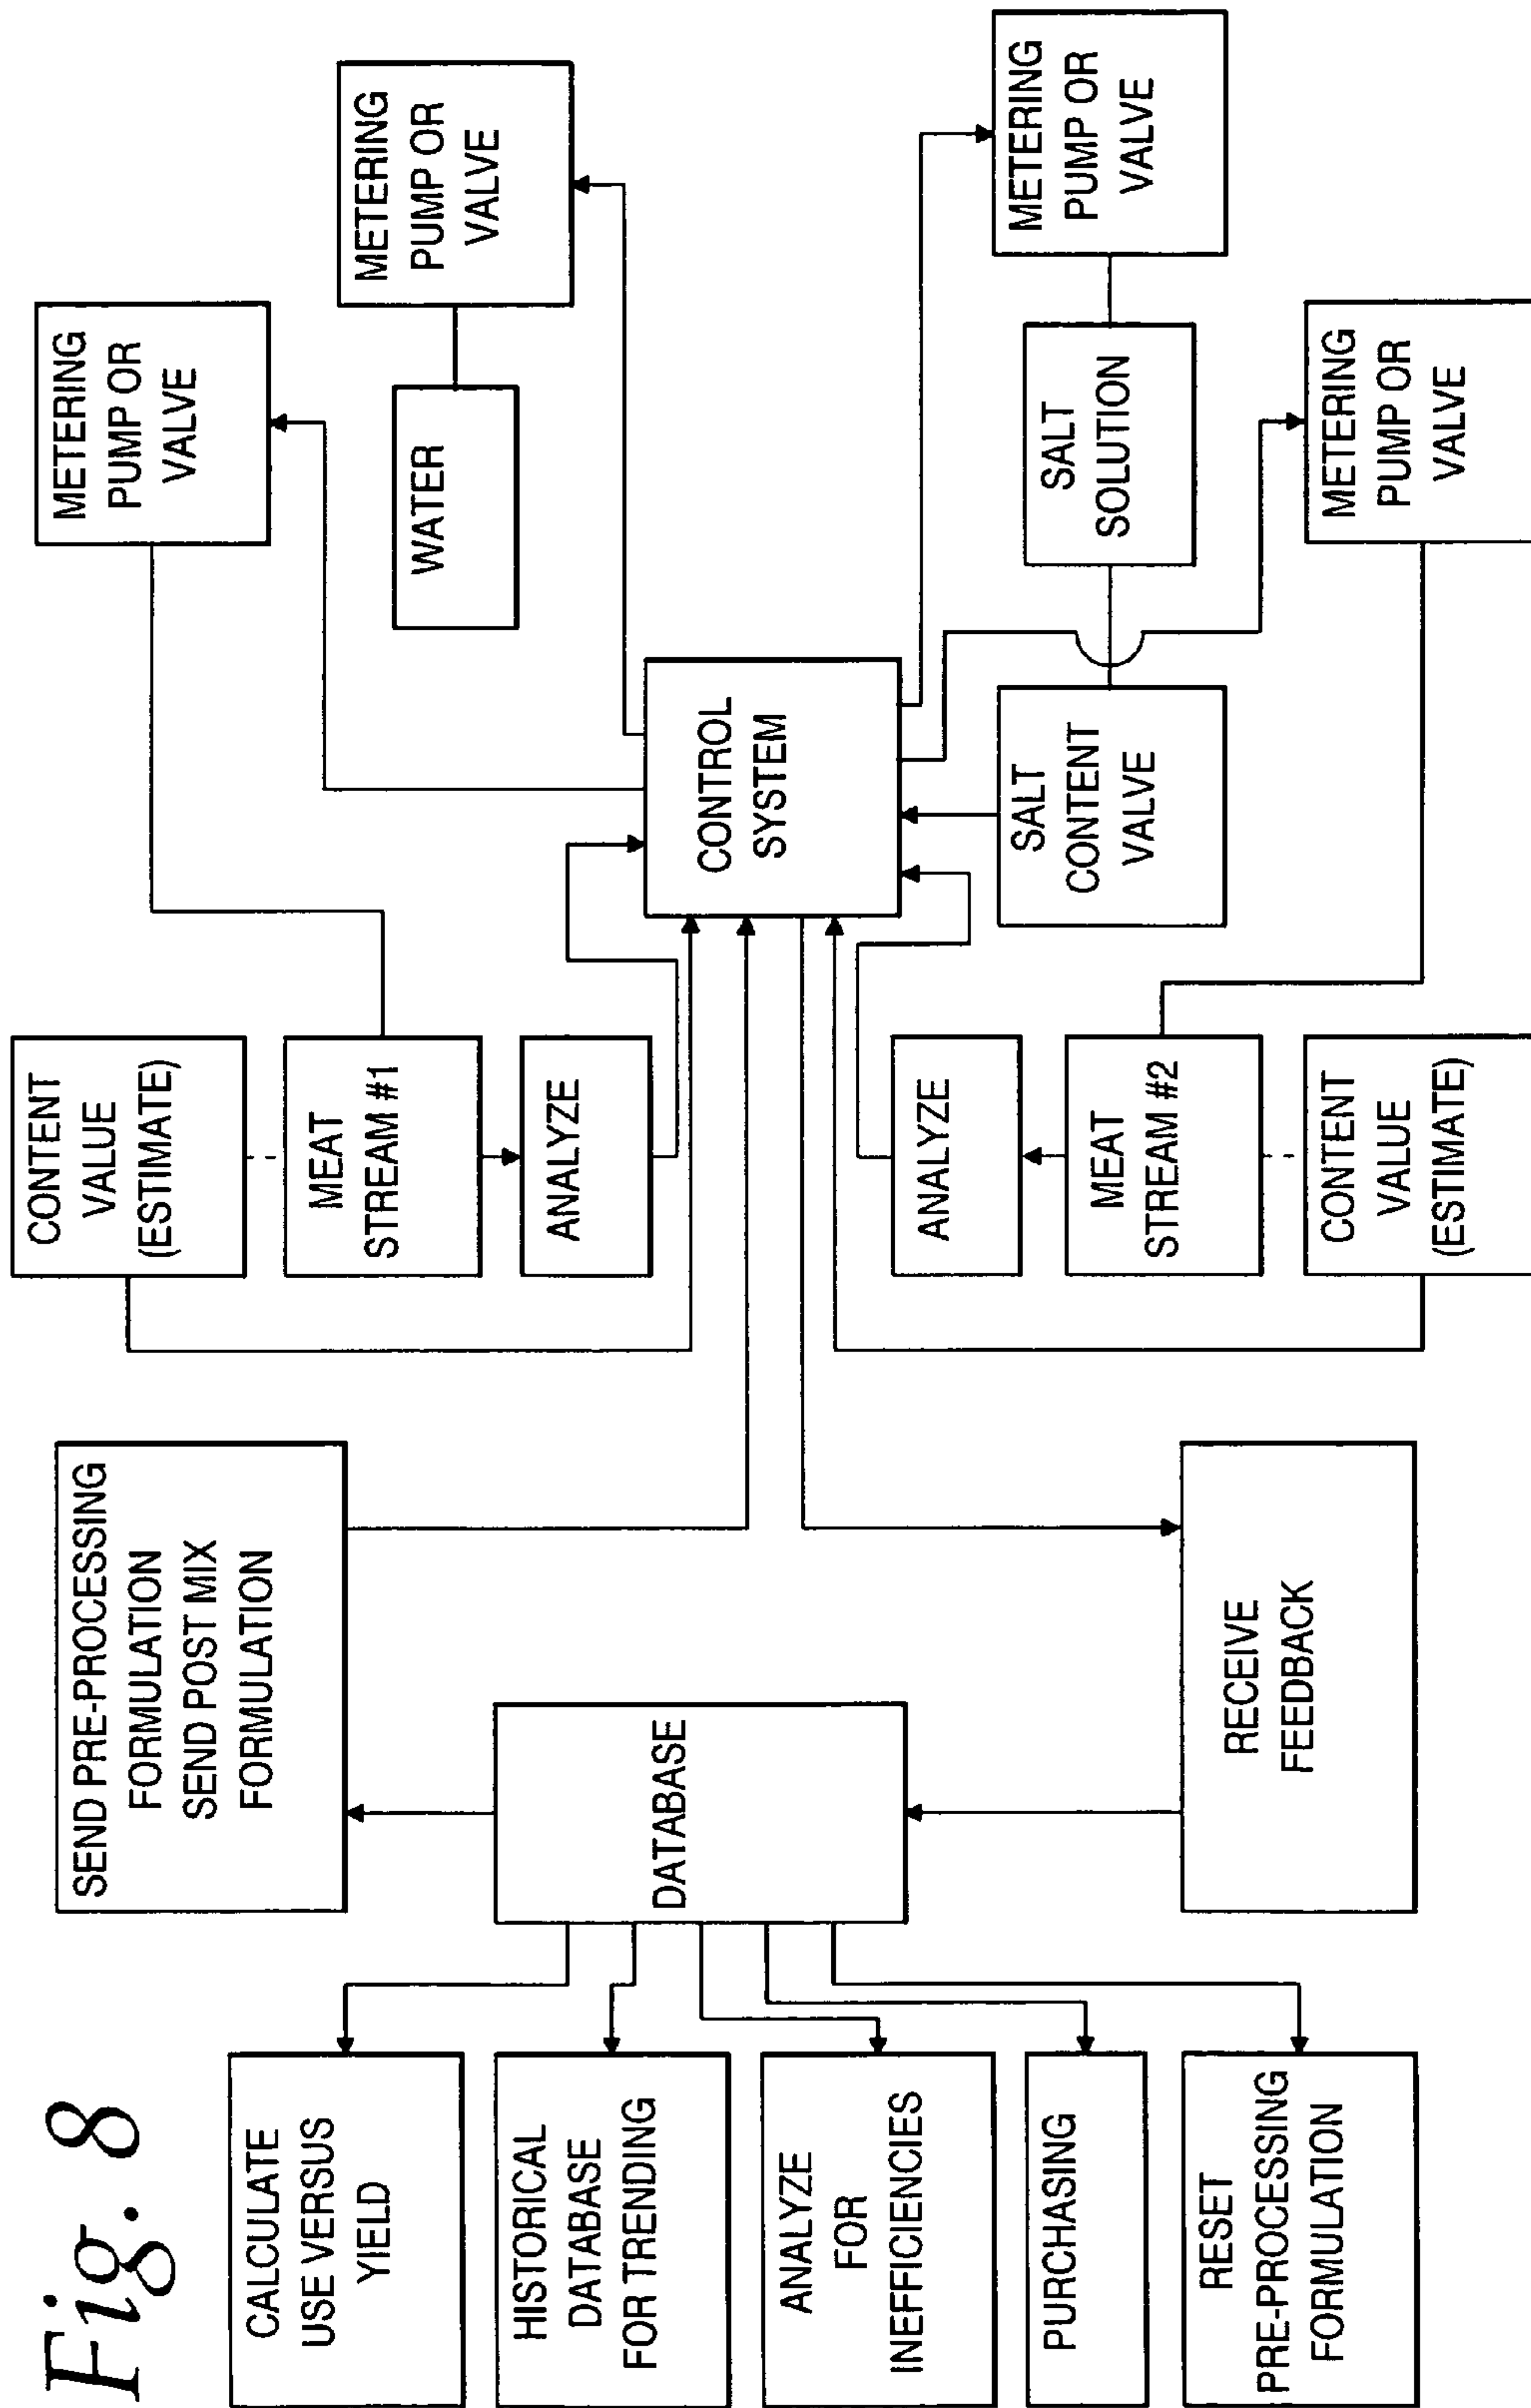 Fig. 8
CALCULATE
USE VERSUS
YIELD
HISTORICAL
DATABASE
FOR TRENDING
ANALYZE
FOR
INEFFICIENCIES
PURCHASING
RESET
PRE-PROCESSING
FORMULATION
SEND PRE-PROCESSING
FORMULATION
SEND POST MIX
FORMULATION
DATABASE
RECEIVE
FEEDBACK
CONTENT
VALUE
(ESTIMATE)
MEAT
STREAM #1
ANALYZE
ANALYZE
MEAT
STREAM #2
CONTENT
VALUE
(ESTIMATE)
CONTROL
SYSTEM
SALT
CONTENT
VALVE
METERING
PUMP OR
VALVE
WATER
METERING
PUMP OR
VALVE
SALT
SOLUTION
METERING
PUMP OR
VALVE
METERING
PUMP OR
VALVE